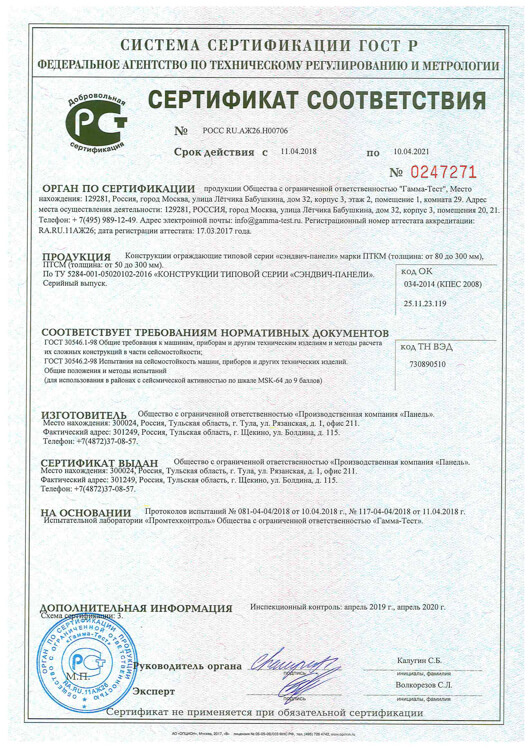 СИСТЕМА СЕРТИФИКАЦИИ ГОСТ Р
ФЕДЕРАЛЬНОЕ АГЕНТСТВО ПО ТЕХНИЧЕСКОМУ РЕГУЛИРОВАНИЮ И МЕТРОЛОГИИ
Добровольная
сертификация
СЕРТИФИКАТ СООТВЕТСТВИЯ
№ РОСС RU.АЖ26.Н00706
Срок действия с 11.04.2018 по 10.04.2021
№ 0247271
ОРГАН ПО СЕРТИФИКАЦИИ продукции Общества с ограниченной ответственностью "Гамма-Тест", Место
нахождения: 129281, Россия, город Москва, улица Лётчика Бабушкина, дом 32, корпус 3, этаж 2, помещение 1, комната 29. Адрес
места осуществления деятельности: 129281, РОССИЯ, город Москва, улица Лётчика Бабушкина, дом 32, корпус 3, помещения 20, 21.
Телефон: + 7(495) 989-12-49. Адрес электронной почты: info@gamma-test.ru. Регистрационный номер аттестата аккредитации:
RA.RU.11АЖ26; дата регистрации аттестата: 17.03.2017 года.
ПРОДУКЦИЯ Конструкции ограждающие типовой серии «сэндвич-панели» марки ПТКМ (толщина: от 80 до 300 мм),
ПТСМ (толщина: от 50 до 300 мм).
По ТУ 5284-001-05020102-2016 «КОНСТРУКЦИИ ТИПОВОЙ СЕРИИ «СЭНДВИЧ-ПАНЕЛИ».
Серийный выпуск.
код ОК
034-2014 (КПЕС 2008)
25.11.23.119
СООТВЕТСТВУЕТ ТРЕБОВАНИЯМ НОРМАТИВНЫХ ДОКУМЕНТОВ
ГОСТ 30546.1-98 Общие требования к машинам, приборам и другим техническим изделиям и методы расчета
их сложных конструкций в части сейсмостойкости;
ГОСТ 30546.2-98 Испытания на сейсмостойкость машин, приборов и других технических изделий.
Общие положения и методы испытаний
(для использования в районах с сейсмической активностью по шкале MSK-64 до 9 баллов)
код ТН ВЭД
730890510
ИЗГОТОВИТЕЛЬ Общество с ограниченной ответственностью «Производственная компания «Панель».
Место нахождения: 300024, Россия, Тульская область, г. Тула, ул. Рязанская, д. 1, офис 211.
Фактический адрес: 301249, Россия, Тульская область, г. Щекино, ул. Болдина, д. 115.
Телефон: +7(4872)37-08-57.
СЕРТИФИКАТ ВЫДАН Общество с ограниченной ответственностью «Производственная компания «Панель».
Место нахождения: 300024, Россия, Тульская область, г. Тула, ул. Рязанская, д. 1, офис 211.
Фактический адрес: 301249, Россия, Тульская область, г. Щекино, ул. Болдина, д. 115.
Телефон: +7(4872)37-08-57.
НА ОСНОВАНИИ Протоколов испытаний № 081-04-04/2018 от 10.04.2018 г., № 117-04-04/2018 от 11.04.2018 г.
Испытательной лаборатории «Промтехконтроль» Общества с ограниченной ответственностью «Гамма-Тест».
ДОПОЛНИТЕЛЬНАЯ ИНФОРМАЦИЯ Инспекционный контроль: апрель 2019 г., апрель 2020 г.
Схема сертификации: 3.
ОРГАН ПО СЕРТИФИКАЦИИ ПРОДУКЦИИ
ОБЩЕСТВО С ОГРАНИЧЕННОЙ ОТВЕТСТВЕННОСТЬЮ
"Гамма-Тест"
RA.RU.11АЖ26
М.П.
Руководитель органа Калугин С.Б.
подпись инициалы, фамилия
Эксперт Волкорезов С.Л.
подпись инициалы, фамилия
Сертификат не применяется при обязательной сертификации